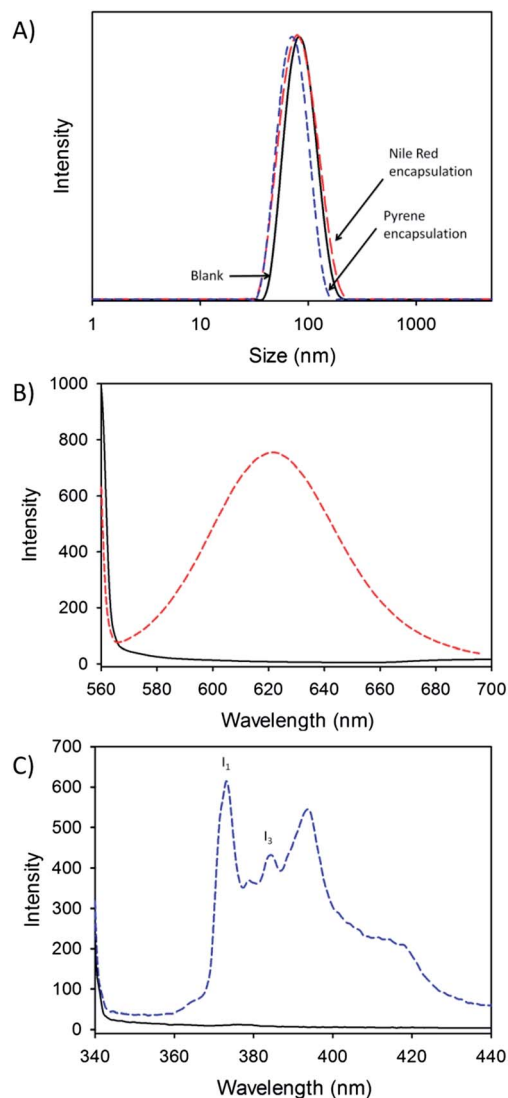 A)
Intensity
Nile Red
encapsulation
Pyrene
encapsulation
Blank
1
10
100
1000
Size (nm)
B)
1000
800
600
400
200
0
Intensity
560
580
600
620
640
660
680
700
Wavelength (nm)
C)
700
600
500
400
300
200
100
0
Intensity
I1
I3
340
360
380
400
420
440
Wavelength (nm)